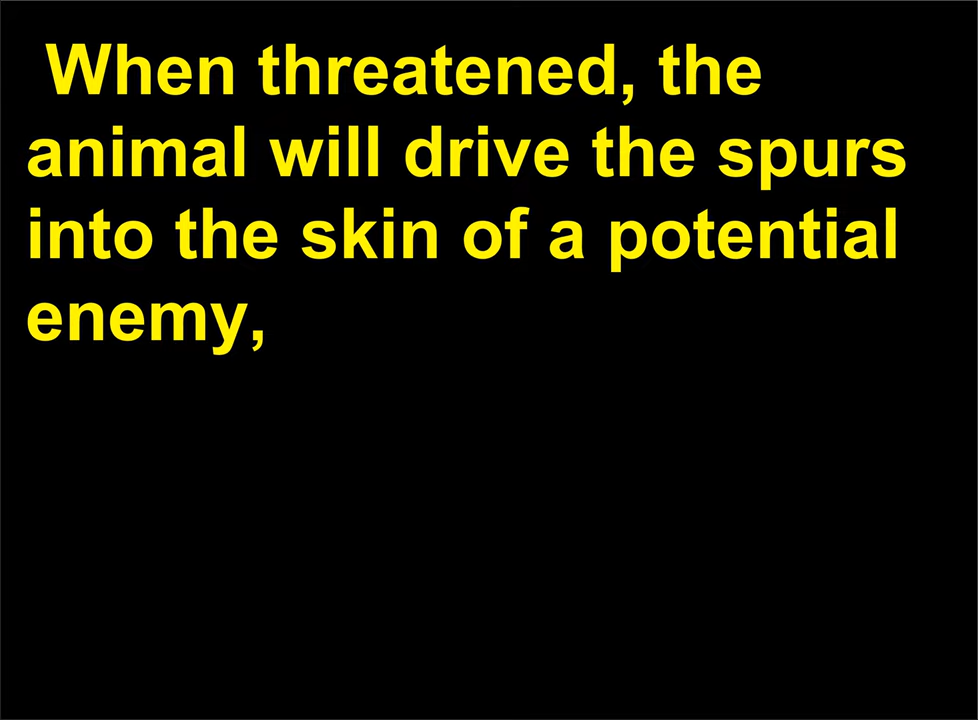 When threatened, the
animal will drive the spurs
into the skin of a potential
enemy,